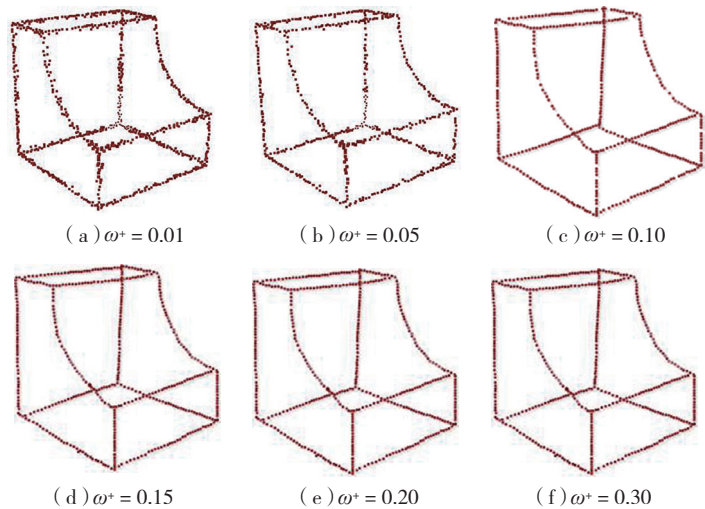 (a)ω⁺ = 0.01
(b)ω⁺ = 0.05
(c)ω⁺ = 0.10
(d)ω⁺ = 0.15
(e)ω⁺ = 0.20
(f)ω⁺ = 0.30